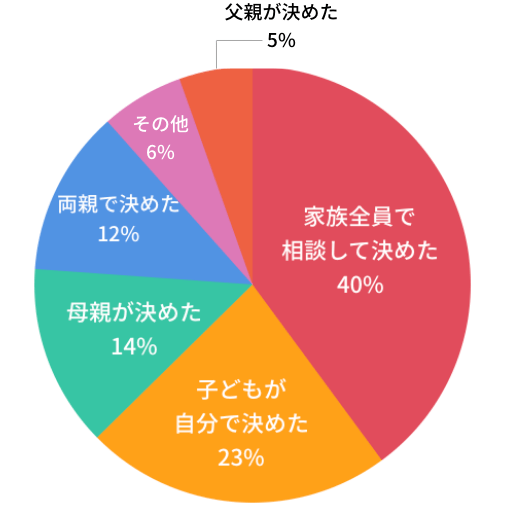 父親が決めた
5%
家族全員で
相談して決めた
40%
子どもが
自分で決めた
23%
母親が決めた
14%
両親で決めた
12%
その他
6%